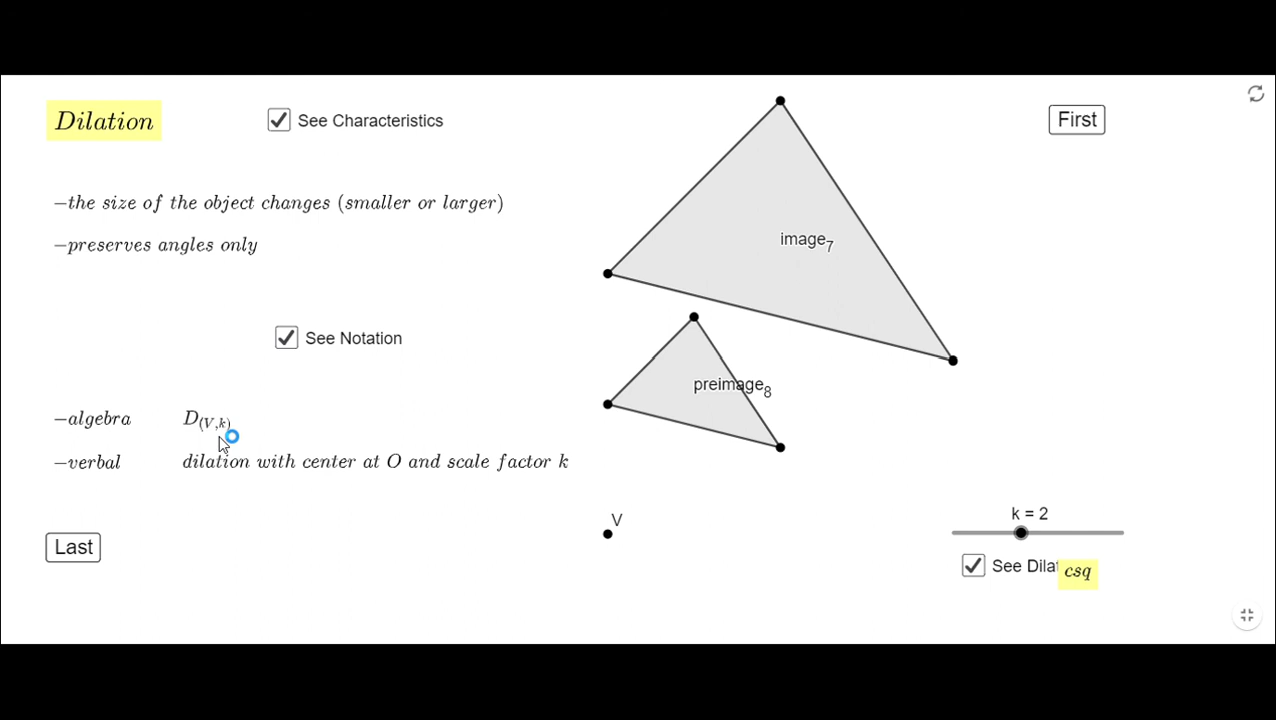 Dilation
See Characteristics
First
−the size of the object changes (smaller or larger)
−preserves angles only
image₇
See Notation
preimage₈
−algebra D₍V,k₎
−verbal dilation with center at O and scale factor k
V
k = 2
Last
See Dilat
csq